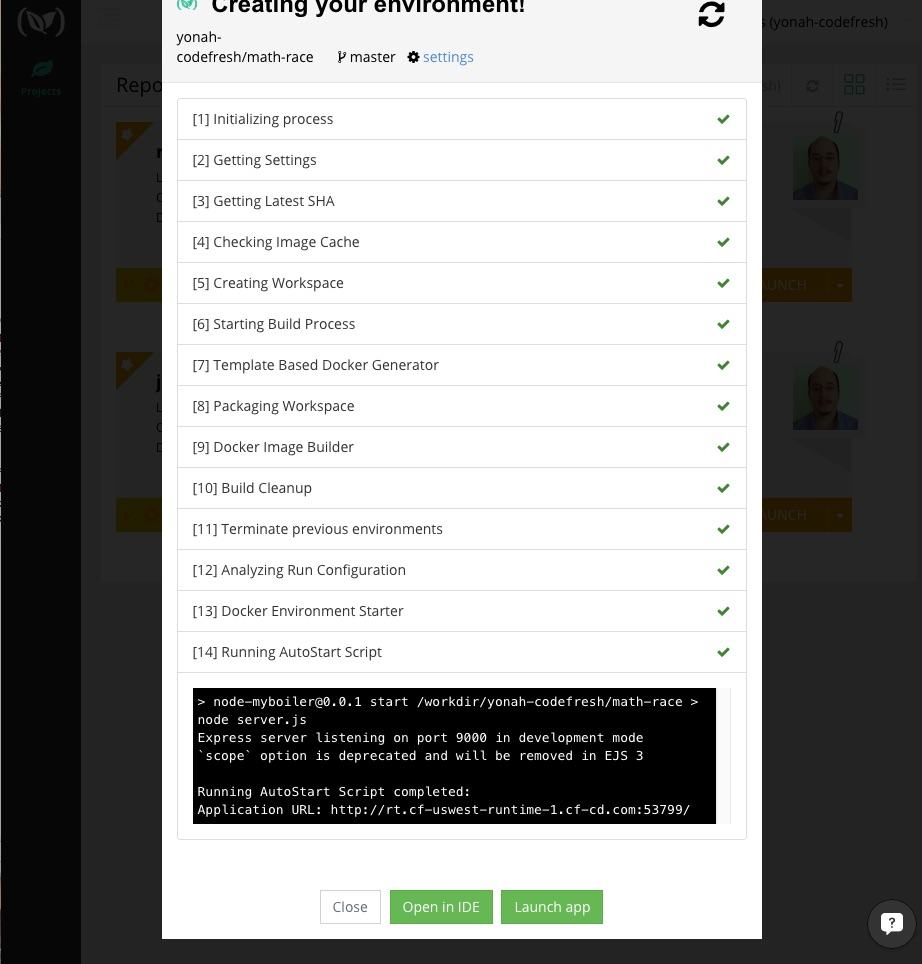 Creating your environment!
yonah-
codefresh/math-race master settings
s (yonah-codefresh)
Projects
Repo
sh)
[1] Initializing process
[2] Getting Settings
[3] Getting Latest SHA
[4] Checking Image Cache
[5] Creating Workspace
[6] Starting Build Process
[7] Template Based Docker Generator
[8] Packaging Workspace
[9] Docker Image Builder
[10] Build Cleanup
[11] Terminate previous environments
[12] Analyzing Run Configuration
[13] Docker Environment Starter
[14] Running AutoStart Script
AUNCH
AUNCH
> node-myboiler@0.0.1 start /workdir/yonah-codefresh/math-race >
node server.js
Express server listening on port 9000 in development mode
`scope` option is deprecated and will be removed in EJS 3
Running AutoStart Script completed:
Application URL: http://rt.cf-uswest-runtime-1.cf-cd.com:53799/
Close Open in IDE Launch app
?